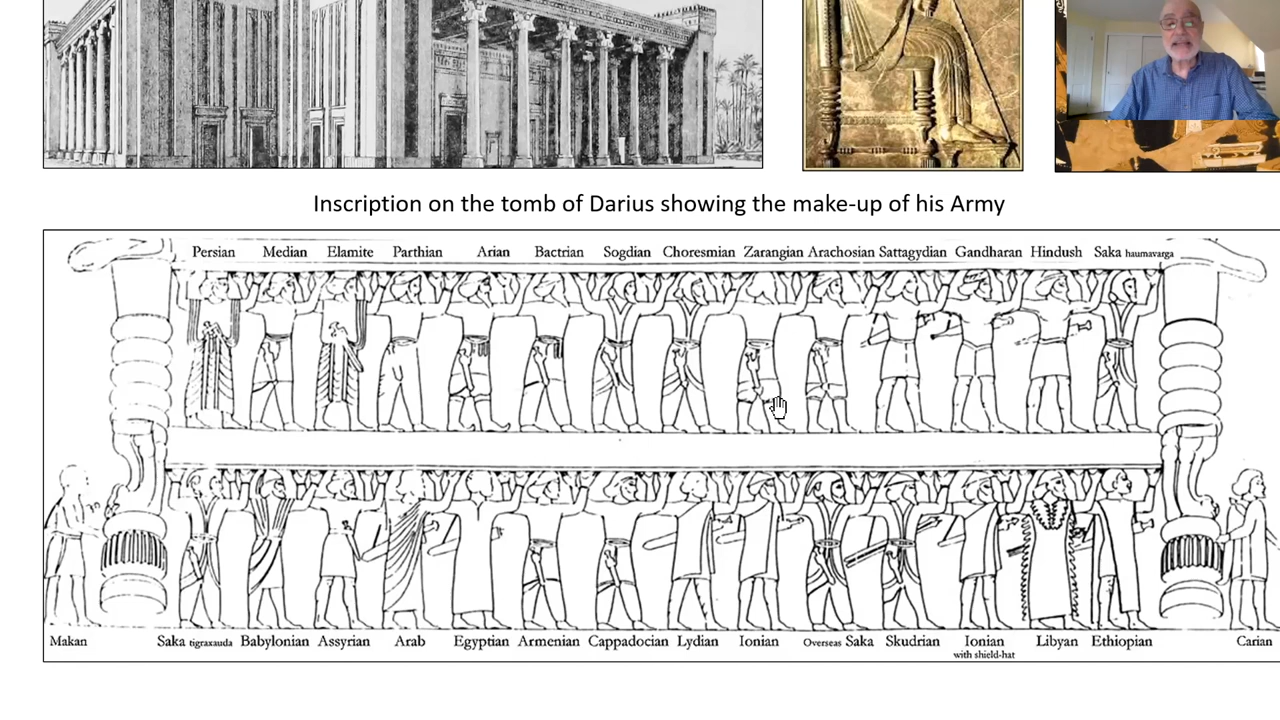 Inscription on the tomb of Darius showing the make-up of his Army
Persian Median Elamite Parthian Arian Bactrian Sogdian Choresmian Zarangian Arachosian Sattagydian Gandharan Hindush Saka haumavarga
Makan Saka tigraxauda Babylonian Assyrian Arab Egyptian Armenian Cappadocian Lydian Ionian Overseas Saka Skudrian Ionian Libyan Ethiopian Carian
with shield-hat